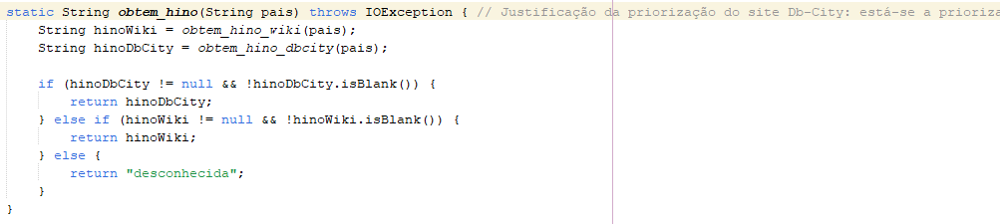 static String obtem_hino(String pais) throws IOException { // Justificação da priorização do site Db-City: está-se a prioriza
String hinoWiki = obtem_hino_wiki(pais);
String hinoDbCity = obtem_hino_dbcity(pais);
if (hinoDbCity != null && !hinoDbCity.isBlank()) {
return hinoDbCity;
} else if (hinoWiki != null && !hinoWiki.isBlank()) {
return hinoWiki;
} else {
return "desconhecida";
}
}